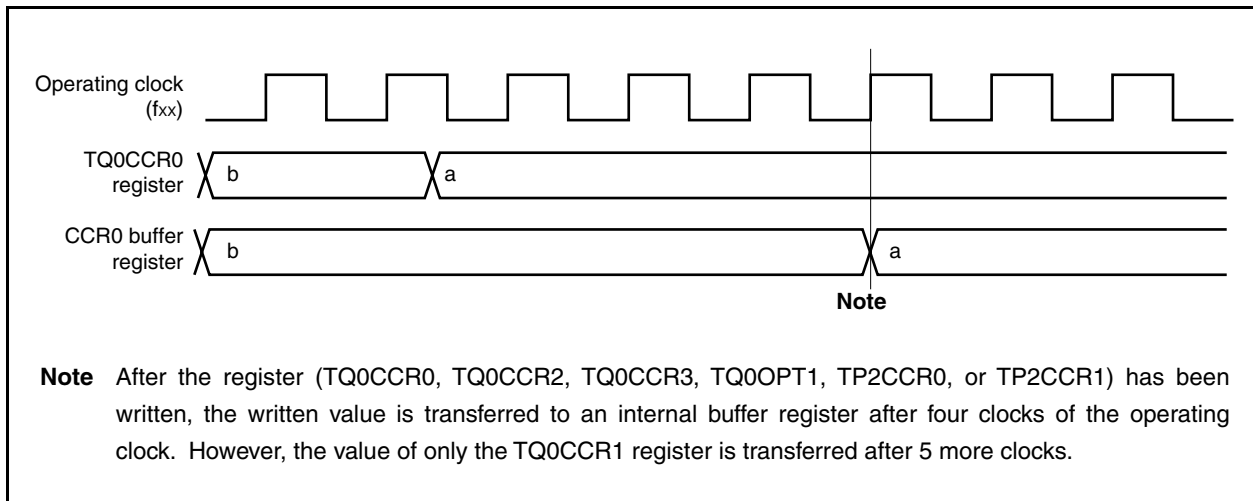 Operating clock
(fxx)
TQ0CCR0
register
b
a
CCR0 buffer
register
b
a
Note
Note After the register (TQ0CCR0, TQ0CCR2, TQ0CCR3, TQ0OPT1, TP2CCR0, or TP2CCR1) has been
written, the written value is transferred to an internal buffer register after four clocks of the operating
clock. However, the value of only the TQ0CCR1 register is transferred after 5 more clocks.